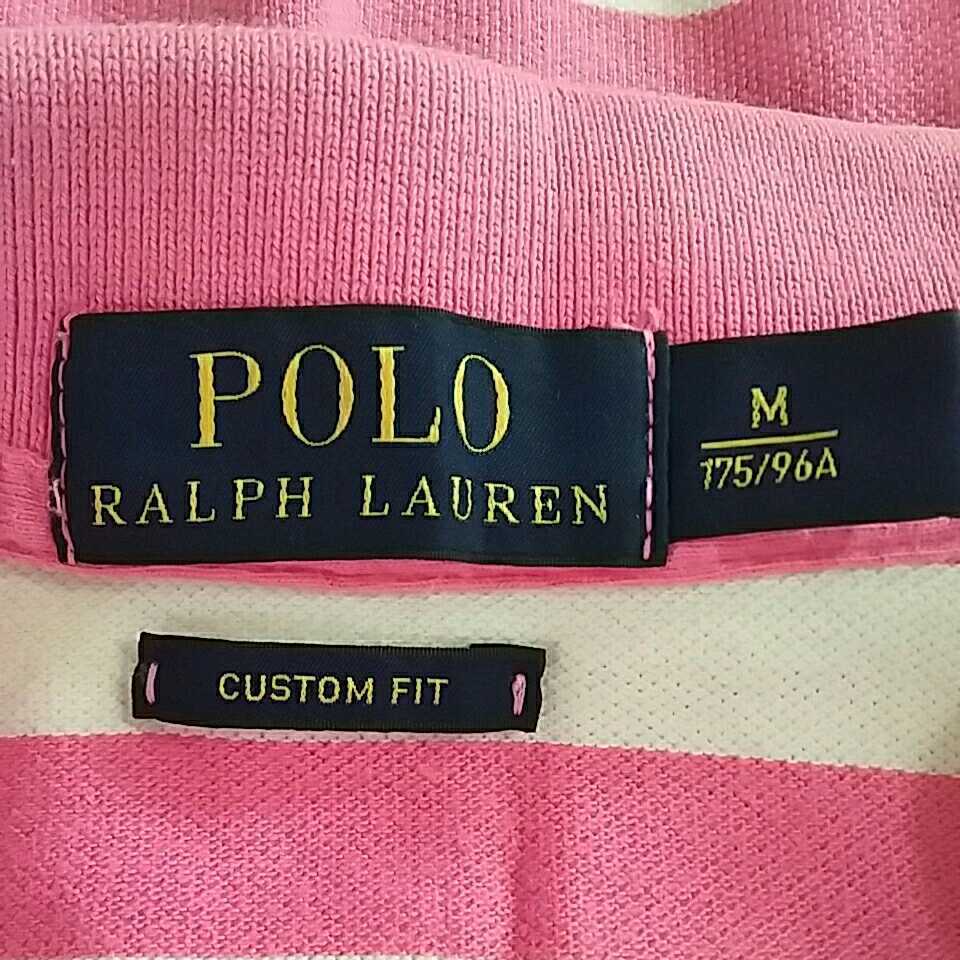 POLO
RALPH LAUREN
M
175/96A
CUSTOM FIT